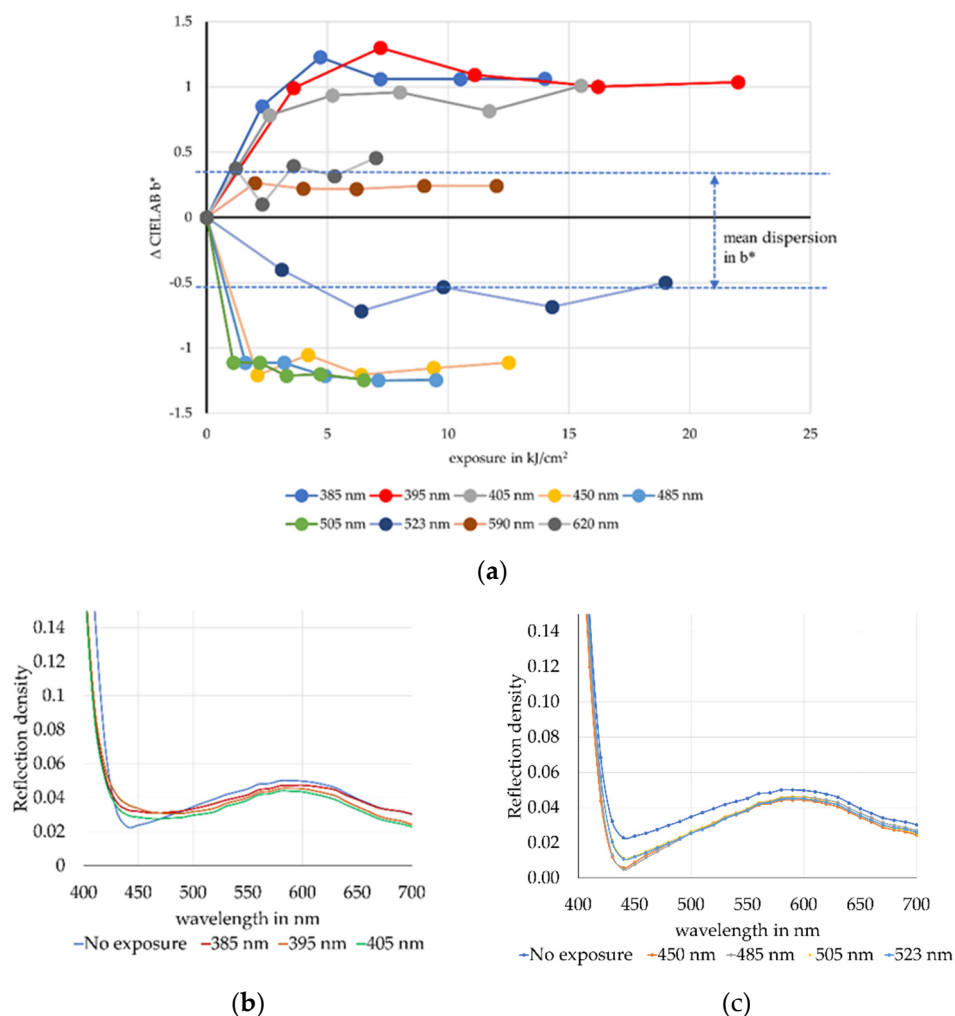 1.5
1
0.5
0
-0.5
-1
-1.5
Δ CIELAB b*
mean dispersion
in b*
0 5 10 15 20 25
exposure in kJ/cm²
385 nm 395 nm 405 nm 450 nm 485 nm
505 nm 523 nm 590 nm 620 nm
(a)
0.14
0.12
0.1
0.08
0.06
0.04
0.02
0
Reflection density
400 450 500 550 600 650 700
wavelength in nm
No exposure 385 nm 395 nm 405 nm
(b)
0.14
0.12
0.10
0.08
0.06
0.04
0.02
0.00
Reflection density
400 450 500 550 600 650 700
wavelength in nm
No exposure 450 nm 485 nm 505 nm 523 nm
(c)